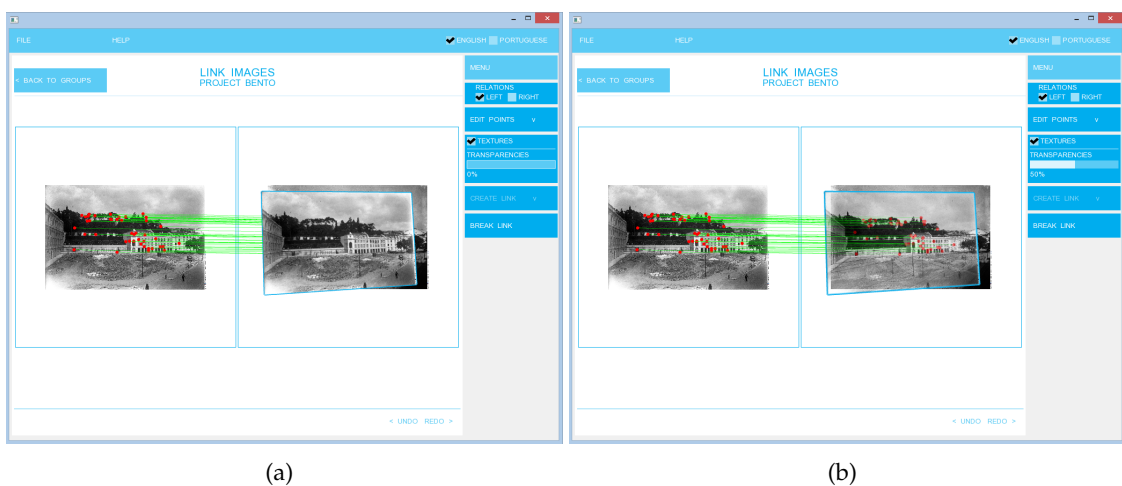 FILE HELP ENGLISH PORTUGUESE
< BACK TO GROUPS
LINK IMAGES
PROJECT BENTO
MENU
RELATIONS
LEFT RIGHT
EDIT POINTS v
TEXTURES
TRANSPARENCIES
0%
CREATE LINK v
BREAK LINK
< UNDO REDO >
(a)
FILE HELP ENGLISH PORTUGUESE
< BACK TO GROUPS
LINK IMAGES
PROJECT BENTO
MENU
RELATIONS
LEFT RIGHT
EDIT POINTS v
TEXTURES
TRANSPARENCIES
50%
CREATE LINK v
BREAK LINK
< UNDO REDO >
(b)